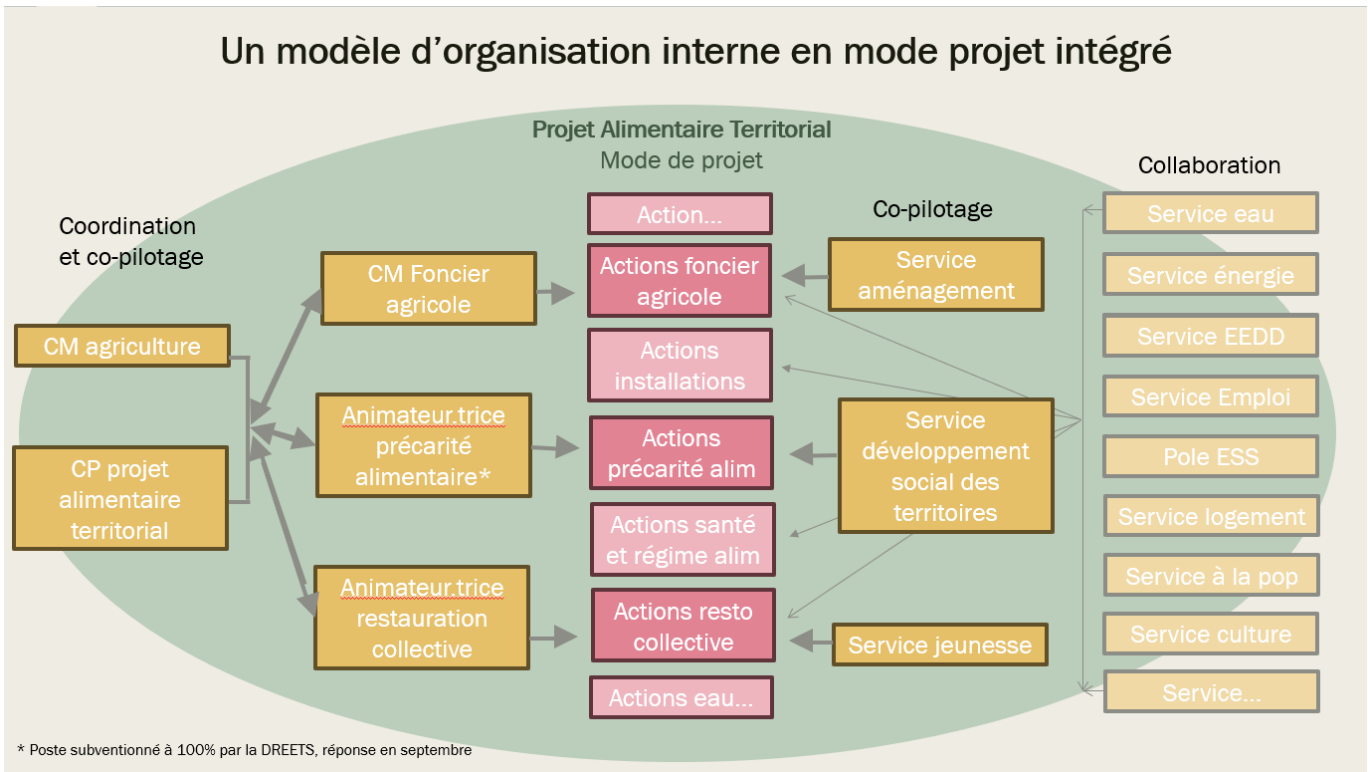 Un modèle d'organisation interne en mode projet intégré
Projet Alimentaire Territorial
Mode de projet
Coordination
et co-pilotage
CM agriculture
CP projet
alimentaire
territorial
CM Foncier
agricole
Animateur.trice
précarité
alimentaire*
Animateur.trice
restauration
collective
Action...
Actions foncier
agricole
Actions
installations
Actions
précarité alim
Actions santé
et régime alim
Actions resto
collective
Actions eau...
Co-pilotage
Service
aménagement
Service
développement
social des
territoires
Service jeunesse
Collaboration
Service eau
Service énergie
Service EEDD
Service Emploi
Pole ESS
Service logement
Service à la pop
Service culture
Service...
* Poste subventionné à 100% par la DREETS, réponse en septembre